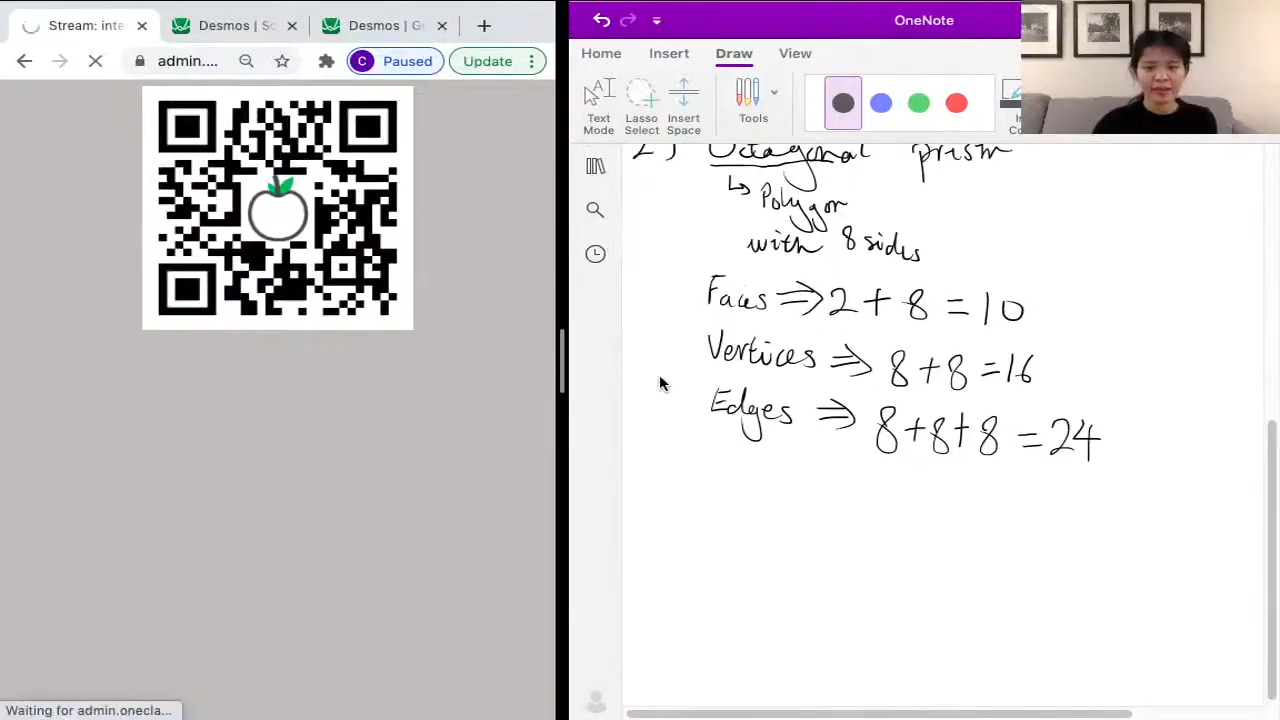 Stream: inte
Desmos | Sc
Desmos | Gr
admin....
C Paused
Update
OneNote
Home Insert Draw View
Text Mode
Lasso Select
Insert Space
Tools
2) Octagonal prism
↳ Polygon
with 8 sides
Faces ⇒ 2 + 8 = 10
Vertices ⇒ 8 + 8 = 16
Edges ⇒ 8+8+8 = 24
Waiting for admin.onecla...